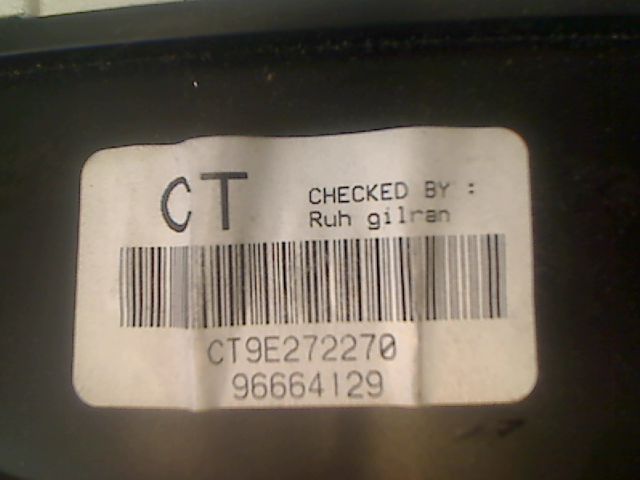 CT
CHECKED BY :
Ruh gilran
CT9E272270
96664129